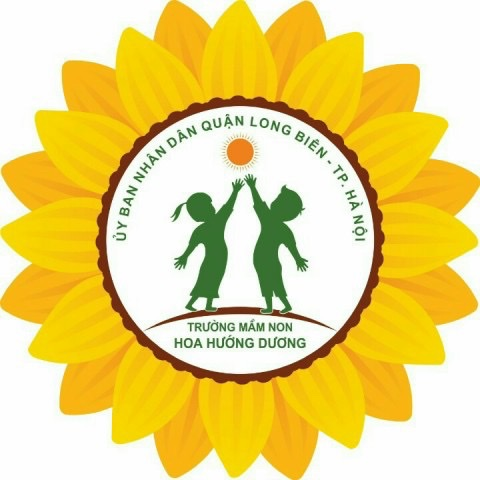 ỦY BAN NHÂN DÂN QUẬN LONG BIÊN - TP. HÀ NỘI
TRƯỜNG MẦM NON
HOA HƯỚNG DƯƠNG